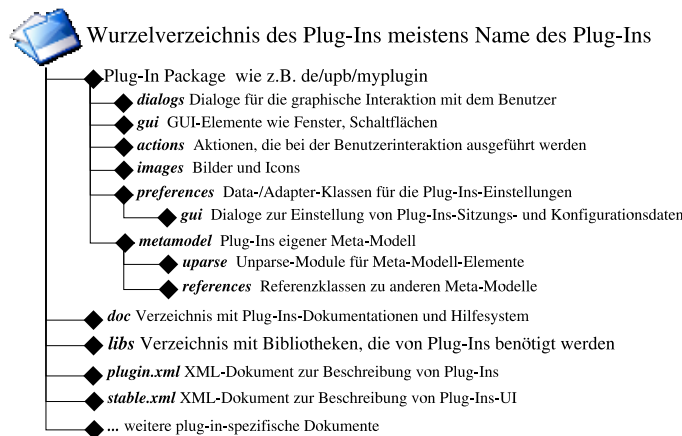 Wurzelverzeichnis des Plug-Ins meistens Name des Plug-Ins
Plug-In Package wie z.B. de/upb/myplugin
dialogs Dialoge für die graphische Interaktion mit dem Benutzer
gui GUI-Elemente wie Fenster, Schaltflächen
actions Aktionen, die bei der Benutzerinteraktion ausgeführt werden
images Bilder und Icons
preferences Data-/Adapter-Klassen für die Plug-Ins-Einstellungen
gui Dialoge zur Einstellung von Plug-Ins-Sitzungs- und Konfigurationsdaten
metamodel Plug-Ins eigener Meta-Modell
uparse Unparse-Module für Meta-Modell-Elemente
references Referenzklassen zu anderen Meta-Modelle
doc Verzeichnis mit Plug-Ins-Dokumentationen und Hilfesystem
libs Verzeichnis mit Bibliotheken, die von Plug-Ins benötigt werden
plugin.xml XML-Dokument zur Beschreibung von Plug-Ins
stable.xml XML-Dokument zur Beschreibung von Plug-Ins-UI
... weitere plug-in-spezifische Dokumente